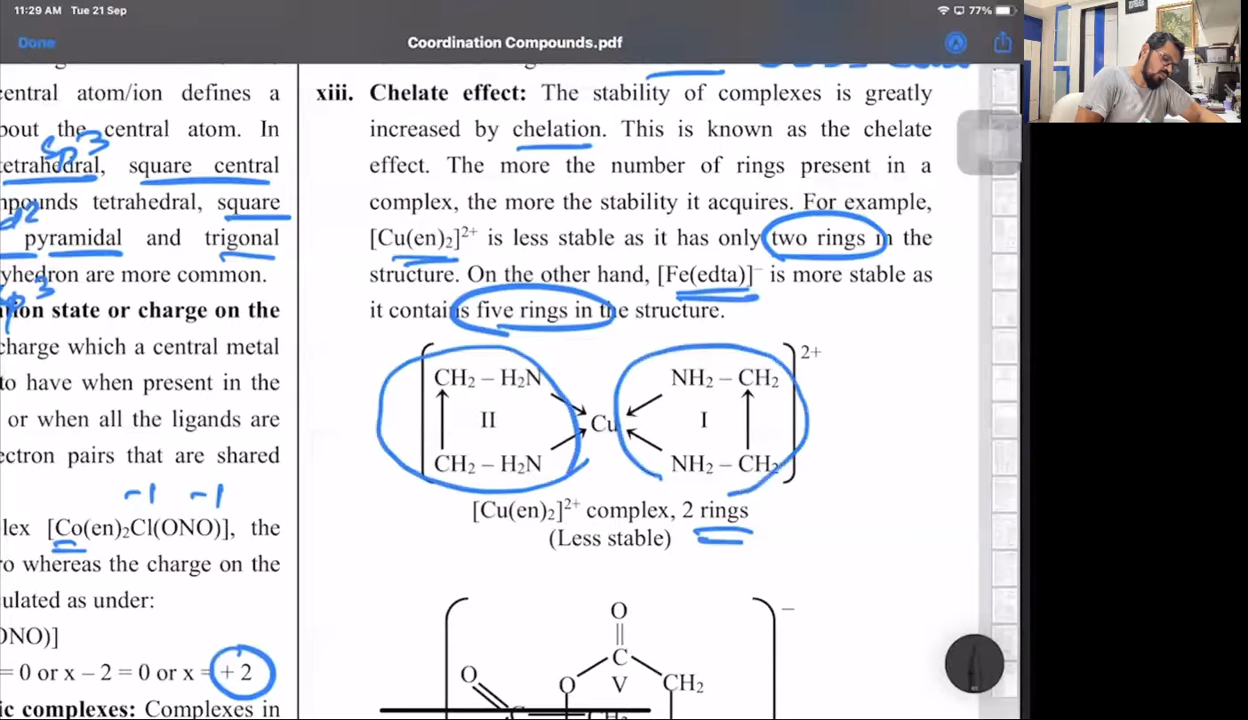 11:29 AM Tue 21 Sep
77%
Done
Coordination Compounds.pdf
central atom/ion defines a
bout the central atom. In
sp3
etrahedral, square central
mpounds tetrahedral, square
d2
pyramidal and trigonal
yhedron are more common.
sp3
tion state or charge on the
charge which a central metal
to have when present in the
or when all the ligands are
ectron pairs that are shared
-1 -1
lex [Co(en)₂Cl(ONO)], the
ro whereas the charge on the
ulated as under:
ONO)]
= 0 or x – 2 = 0 or x = + 2
ic complexes: Complexes in
xiii. Chelate effect: The stability of complexes is greatly
increased by chelation. This is known as the chelate
effect. The more the number of rings present in a
complex, the more the stability it acquires. For example,
[Cu(en)₂]²⁺ is less stable as it has only two rings in the
structure. On the other hand, [Fe(edta)]⁻ is more stable as
it contains five rings in the structure.
2+
CH₂ – H₂N NH₂ – CH₂
II Cu I
CH₂ – H₂N NH₂ – CH₂
[Cu(en)₂]²⁺ complex, 2 rings
(Less stable)
O –
C
O O V CH₂